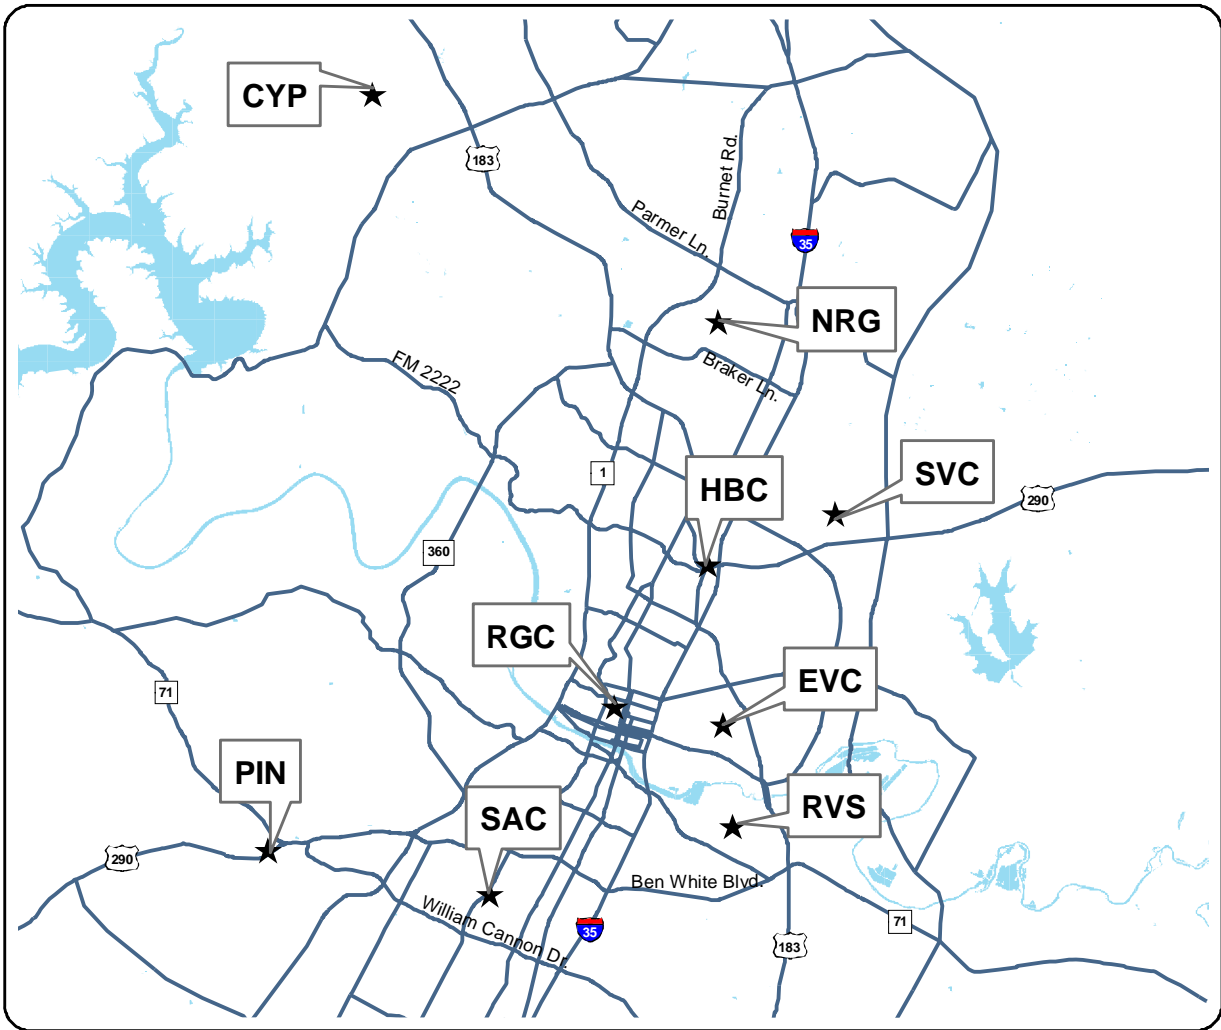 CYP
183
Burnet Rd.
Parmer Ln.
35
NRG
FM 2222
Braker Ln.
1
HBC
SVC
290
360
RGC
EVC
71
PIN
SAC
RVS
290
Ben White Blvd.
William Cannon Dr.
35
71
183